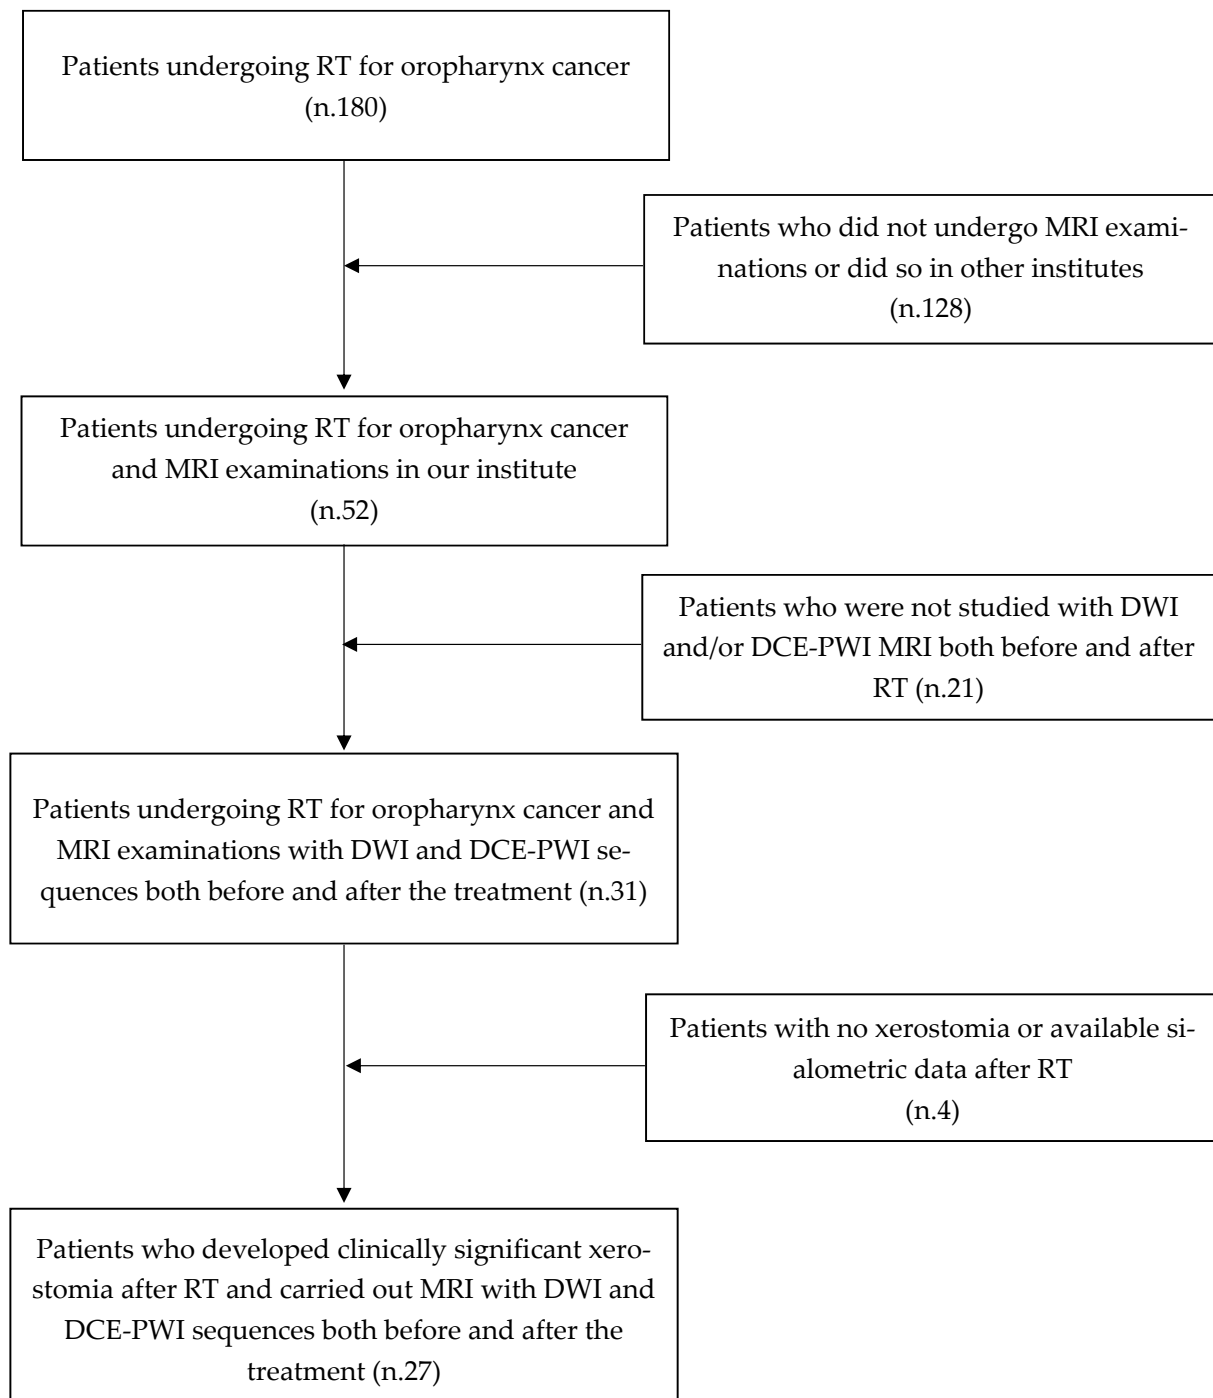 Patients undergoing RT for oropharynx cancer
(n.180)
Patients who did not undergo MRI exami-
nations or did so in other institutes
(n.128)
Patients undergoing RT for oropharynx cancer
and MRI examinations in our institute
(n.52)
Patients who were not studied with DWI
and/or DCE-PWI MRI both before and after
RT (n.21)
Patients undergoing RT for oropharynx cancer and
MRI examinations with DWI and DCE-PWI se-
quences both before and after the treatment (n.31)
Patients with no xerostomia or available si-
alometric data after RT
(n.4)
Patients who developed clinically significant xero-
stomia after RT and carried out MRI with DWI and
DCE-PWI sequences both before and after the
treatment (n.27)